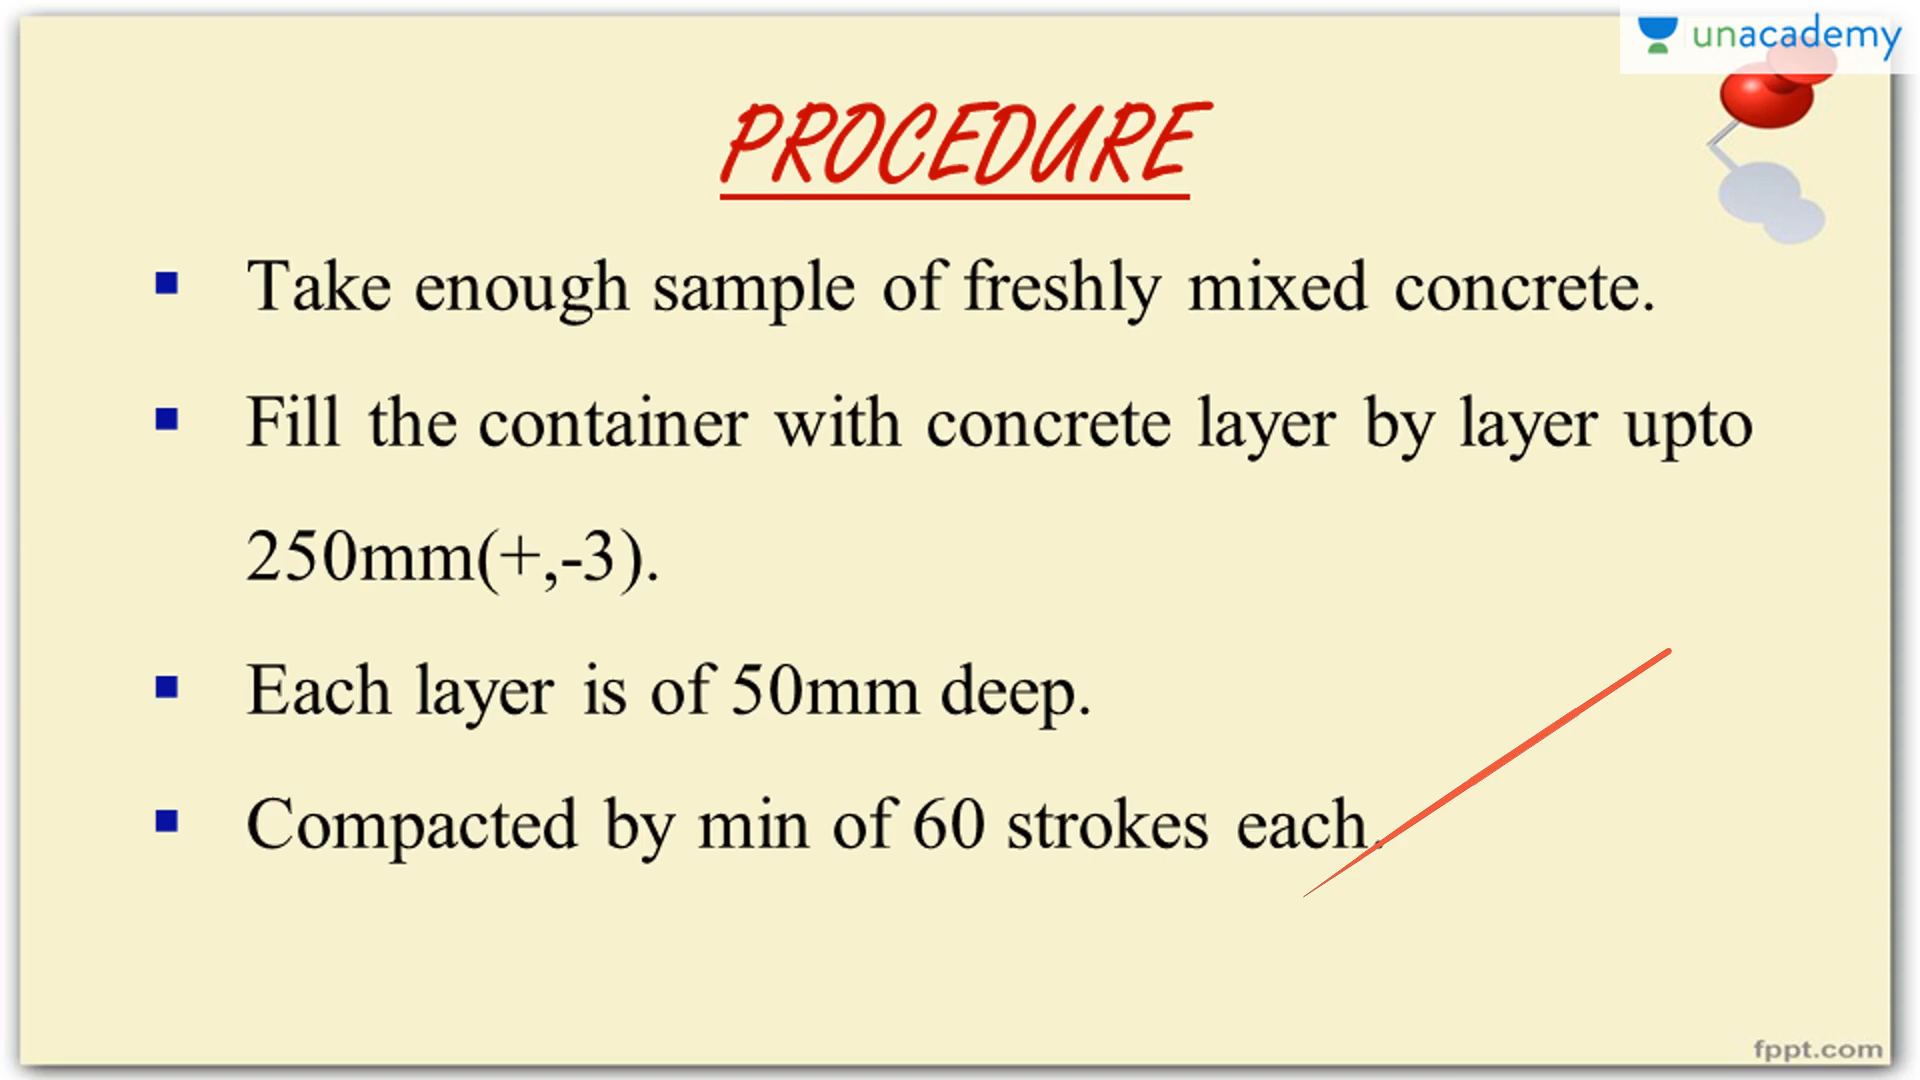 unacademy
PROCEDURE
Take enough sample of freshly mixed concrete.
Fill the container with concrete layer by layer upto
250mm(+,-3).
Each layer is of 50mm deep.
Compacted by min of 60 strokes each.
fppt.com